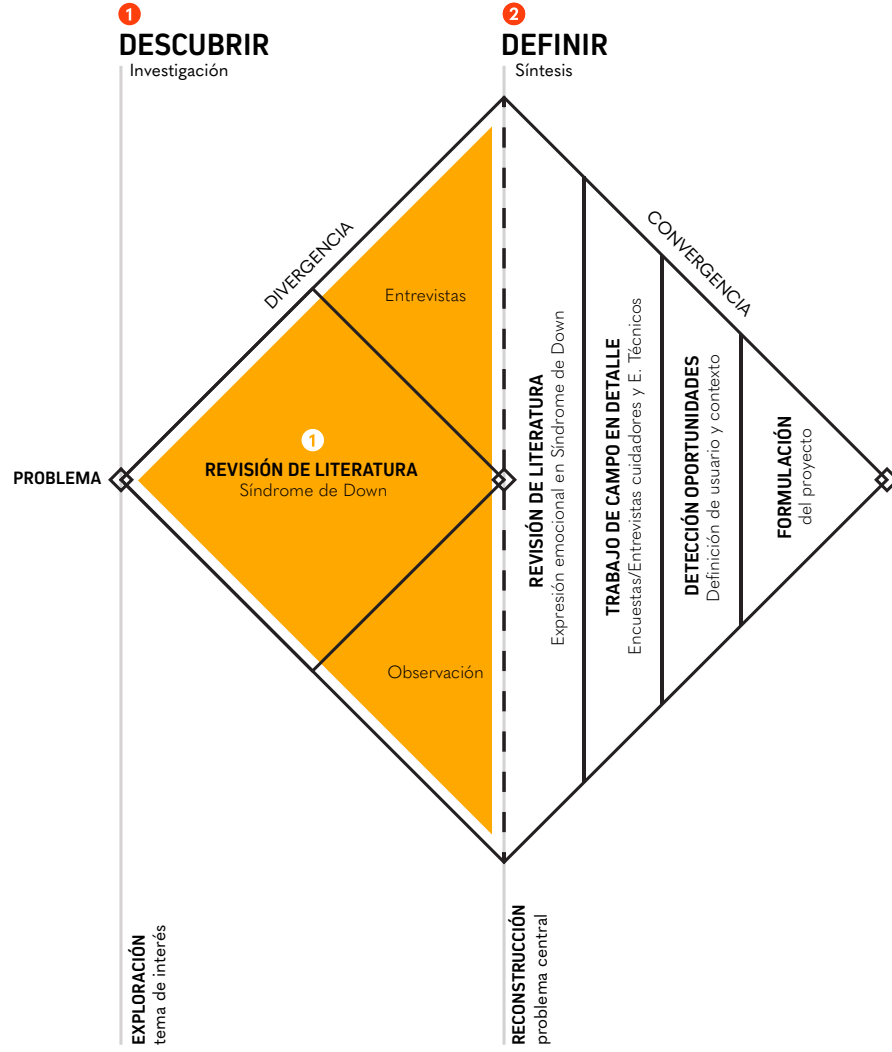 1
DESCUBRIR
Investigación
2
DEFINIR
Síntesis
DIVERGENCIA
CONVERGENCIA
PROBLEMA
Entrevistas
1
REVISIÓN DE LITERATURA
Síndrome de Down
Observación
REVISIÓN DE LITERATURA
Expresión emocional en Síndrome de Down
TRABAJO DE CAMPO EN DETALLE
Encuestas/Entrevistas cuidadores y E. Técnicos
DETECCIÓN OPORTUNIDADES
Definición de usuario y contexto
FORMULACIÓN
del proyecto
EXPLORACIÓN
tema de interés
RECONSTRUCCIÓN
problema central